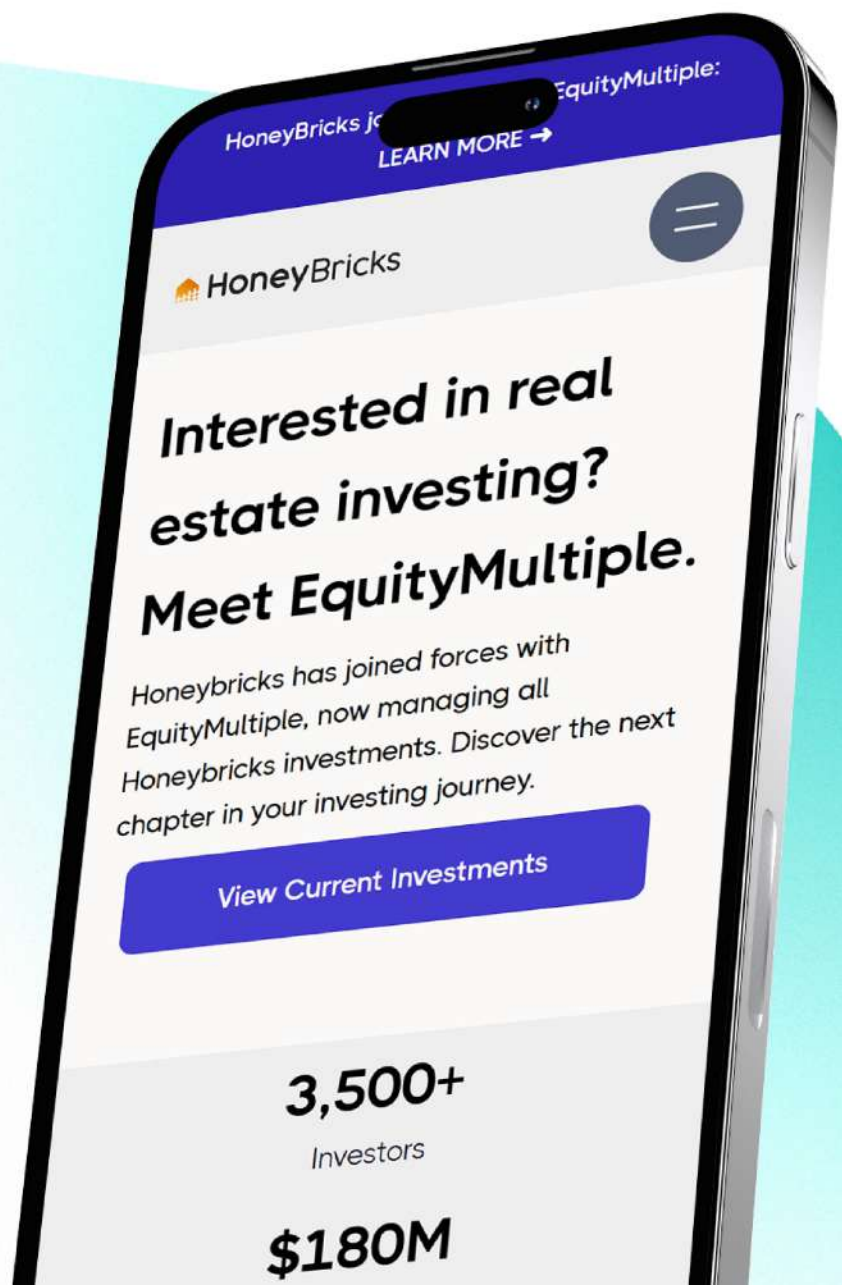 HoneyBricks EquityMultiple:
LEARN MORE ➔
HoneyBricks
Interested in real
estate investing?
Meet EquityMultiple.
Honeybricks has joined forces with
EquityMultiple, now managing all
Honeybricks investments. Discover the next
chapter in your investing journey.
View Current Investments
3,500+
Investors
$180M